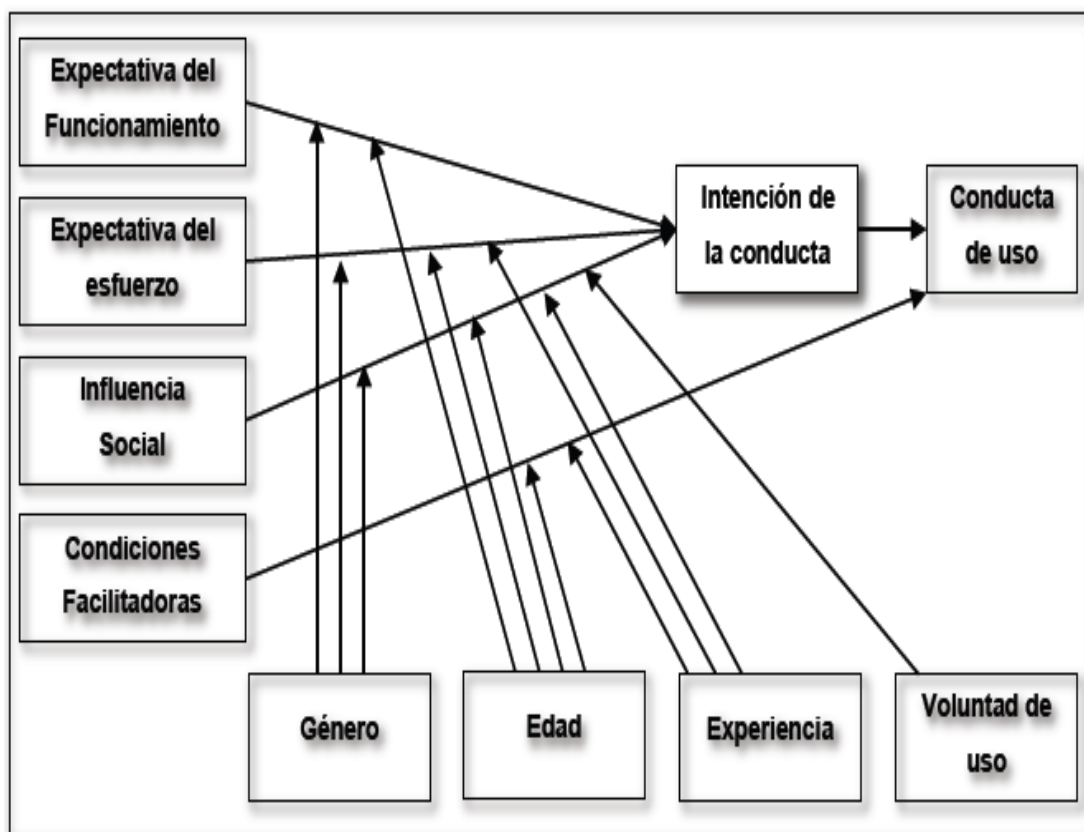 Expectativa del
Funcionamiento
Expectativa del
esfuerzo
Influencia
Social
Condiciones
Facilitadoras
Intención de
la conducta
Conducta
de uso
Género
Edad
Experiencia
Voluntad de
uso